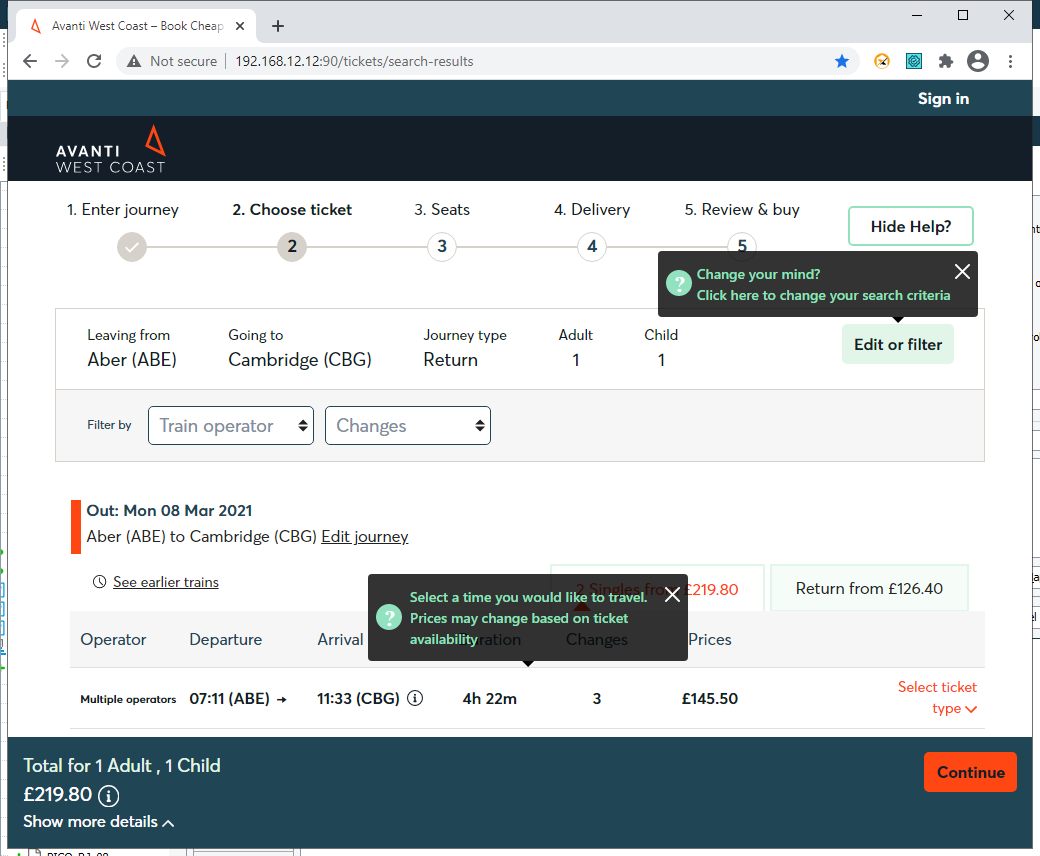 Avanti West Coast – Book Cheap
Not secure
192.168.12.12:90/tickets/search-results
Sign in
AVANTI
WEST COAST
1. Enter journey
2. Choose ticket
3. Seats
4. Delivery
5. Review & buy
Hide Help?
2
3
4
5
Change your mind?
Click here to change your search criteria
Leaving from
Going to
Journey type
Adult
Child
Aber (ABE)
Cambridge (CBG)
Return
1
1
Edit or filter
Filter by
Train operator
Changes
Out: Mon 08 Mar 2021
Aber (ABE) to Cambridge (CBG) Edit journey
See earlier trains
2 Singles from £219.80
Return from £126.40
Select a time you would like to travel.
Prices may change based on ticket
availability
Operator
Departure
Arrival
Duration
Changes
Prices
Multiple operators
07:11 (ABE)
11:33 (CBG)
4h 22m
3
£145.50
Select ticket
type
Total for 1 Adult , 1 Child
£219.80
Show more details
Continue